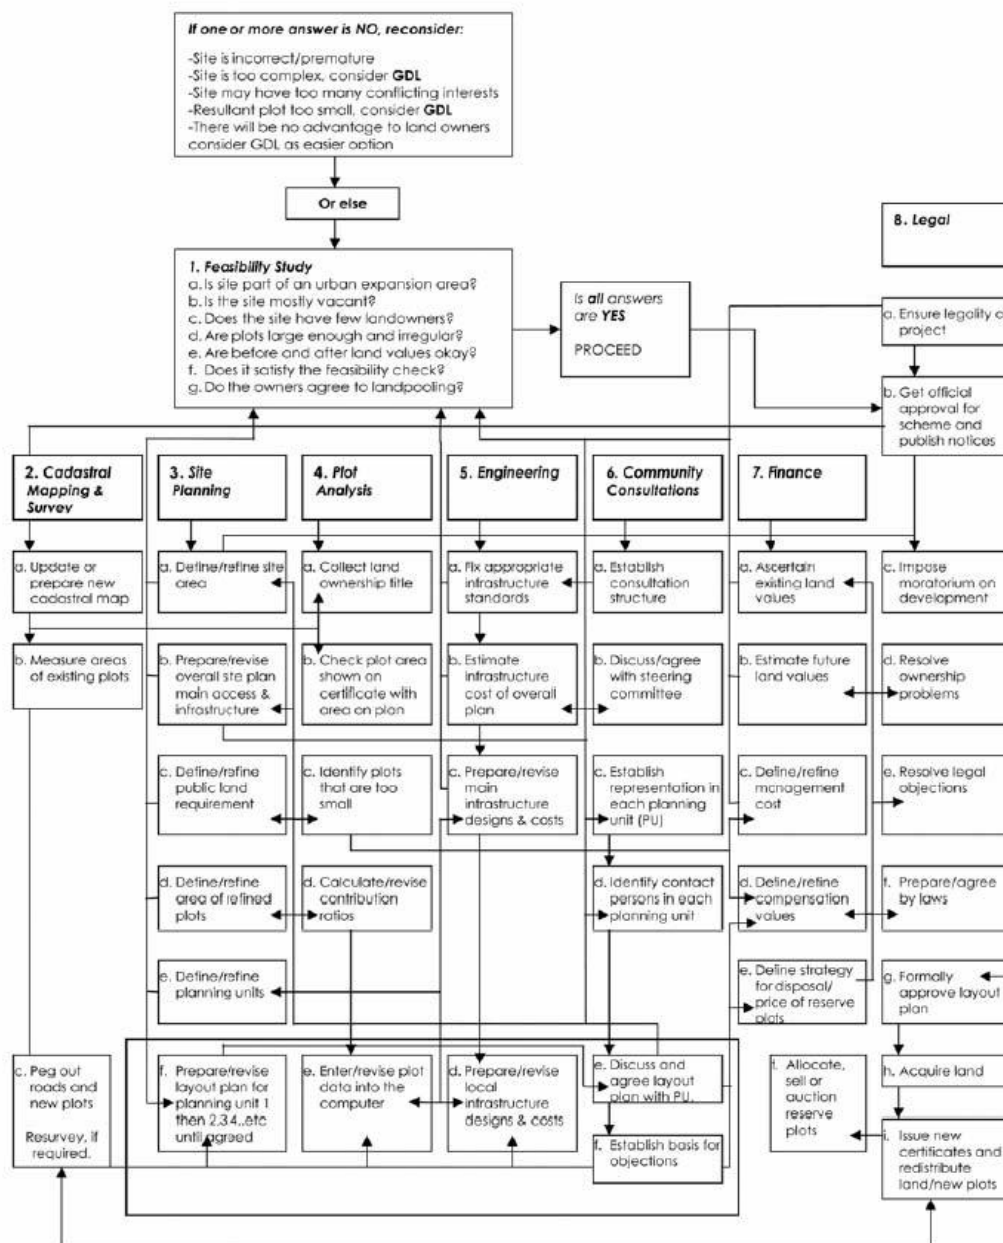 If one or more answer is NO, reconsider:
-Site is incorrect/premature
-Site is too complex, consider GDL
-Site may have too many conflicting interests
-Resultant plot too small, consider GDL
-There will be no advantage to land owners
consider GDL as easier option
Or else
1. Feasibility Study
a. Is site part of an urban expansion area?
b. Is the site mostly vacant?
c. Does the site have few landowners?
d. Are plots large enough and irregular?
e. Are before and after land values okay?
f. Does it satisfy the feasibility check?
g. Do the owners agree to landpooling?
Is all answers
are YES
PROCEED
8. Legal
a. Ensure legality o
project
b. Get official
approval for
scheme and
publish notices
2. Cadastral
Mapping &
Survey
3. Site
Planning
4. Plot
Analysis
5. Engineering
6. Community
Consultations
7. Finance
a. Update or
prepare new
cadastral map
a. Define/refine site
area
a. Collect land
ownership title
a. Fix appropriate
infrastructure
standards
a. Establish
consultation
structure
a. Ascertain
existing land
values
c. Impose
moratorium on
development
b. Measure areas
of existing plots
b. Prepare/revise
overall ste plan
main access &
infrastructure
b. Check plot area
shown on
certificate with
area on plan
b. Estimate
infrastructure
cost of overall
plan
b. Discuss/agree
with steering
committee
b. Estimate future
land values
d. Resolve
ownership
problems
c. Define/refine
public land
requirement
c. Identify plots
that are too
small
c. Prepare/revise
main
infrastructure
designs & costs
c. Establish
representation in
each planning
unit (PU)
c. Define/refine
management
cost
e. Resolve legal
objections
d. Define/refine
area of refined
plots
d. Calculate/revise
contribution
ratios
d. Identify contact
persons in each
planning unit
d. Define/refine
compensation
values
f. Prepare/agree
by laws
e. Define/refine
planning units
e. Define strategy
for disposal/
price of reserve
plots
g. Formally
approve layout
plan
c. Peg out
roads and
new plots
Resurvey, if
required.
f. Prepare/revise
layout plan for
planning unit 1
then 2,3,4,..etc
until agreed
e. Enter/revise plot
data into the
computer
d. Prepare/revise
local
infrastructure
designs & costs
e. Discuss and
agree layout
plan with PU.
f. Establish basis for
objections
f. Allocate,
sell or
auction
reserve
plots
h. Acquire land
i. Issue new
certificates and
redistribute
land/new plots